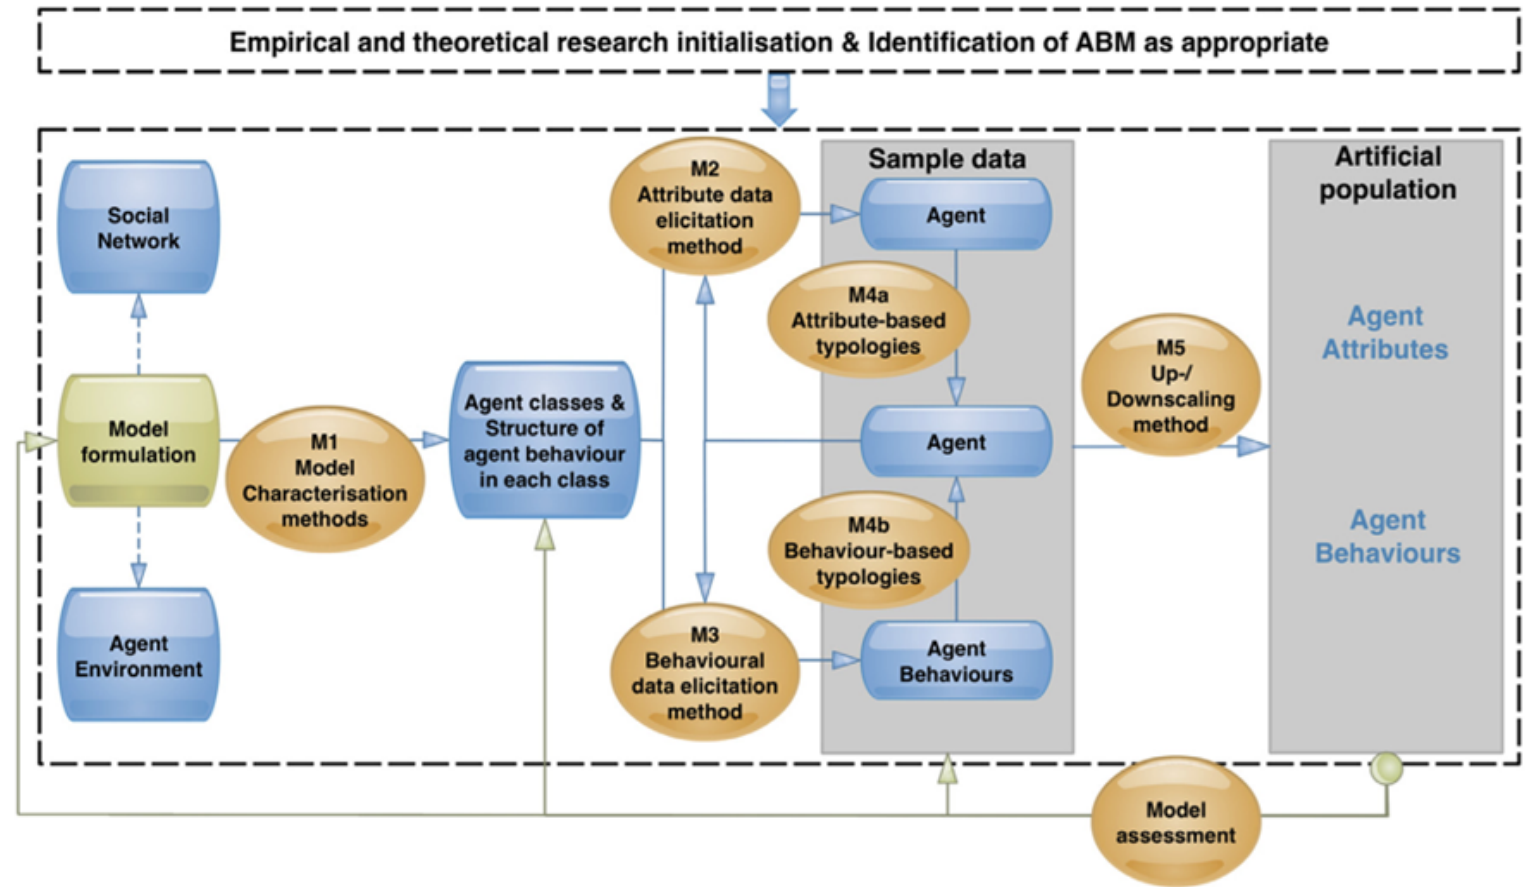 Empirical and theoretical research initialisation & Identification of ABM as appropriate
Social
Network
Model
formulation
Agent
Environment
M1
Model
Characterisation
methods
Agent classes &
Structure of
agent behaviour
in each class
M2
Attribute data
elicitation
method
M3
Behavioural
data elicitation
method
Sample data
Agent
M4a
Attribute-based
typologies
Agent
M4b
Behaviour-based
typologies
Agent
Behaviours
M5
Up-/
Downscaling
method
Artificial
population
Agent
Attributes
Agent
Behaviours
Model
assessment